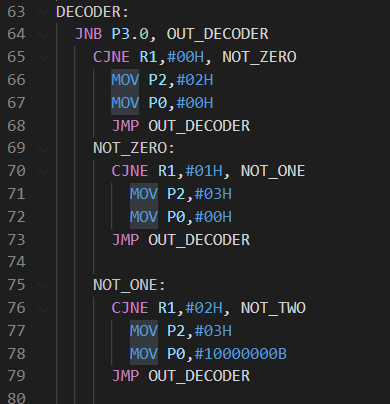 63 DECODER:
64 JNB P3.0, OUT_DECODER
65 CJNE R1,#00H, NOT_ZERO
66 MOV P2,#02H
67 MOV P0,#00H
68 JMP OUT_DECODER
69 NOT_ZERO:
70 CJNE R1,#01H, NOT_ONE
71 MOV P2,#03H
72 MOV P0,#00H
73 JMP OUT_DECODER
74
75 NOT_ONE:
76 CJNE R1,#02H, NOT_TWO
77 MOV P2,#03H
78 MOV P0,#10000000B
79 JMP OUT_DECODER
80